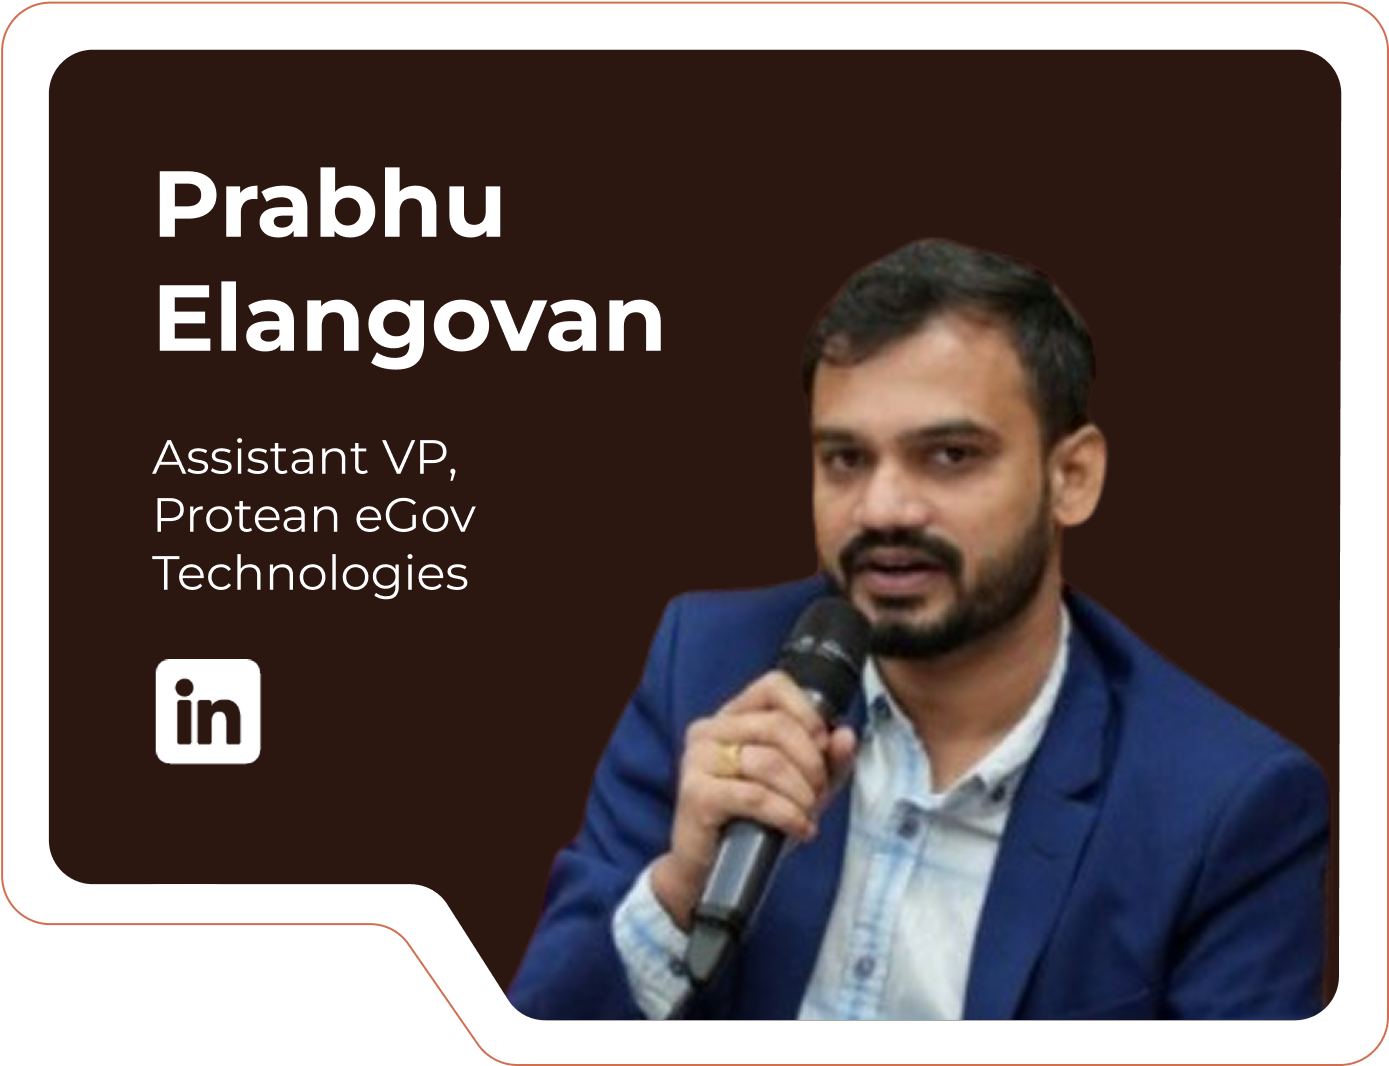 Prabhu
Elangovan
Assistant VP,
Protean eGov
Technologies
in